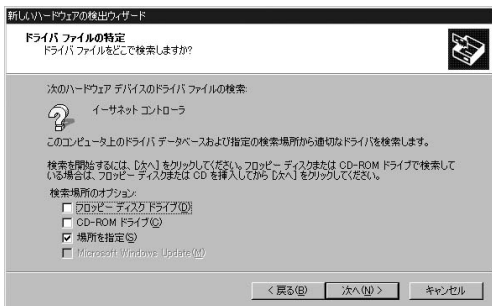 新しいハードウェアの検出ウィザード
ドライバ ファイルの特定
ドライバ ファイルをどこで検索しますか?
次のハードウェア デバイスのドライバ ファイルの検索:
イーサネット コントローラ
このコンピュータ上のドライバ データベースおよび指定の検索場所から適切なドライバを検索します。
検索を開始するには、[次へ] をクリックしてください。フロッピー ディスクまたは CD-ROM ドライブで検索して
いる場合は、フロッピー ディスクまたは CD を挿入してから [次へ] をクリックしてください。
検索場所のオプション:
フロッピー ディスク ドライブ(D)
CD-ROM ドライブ(C)
場所を指定(S)
Microsoft Windows Update(M)
< 戻る(B) 次へ(N) > キャンセル